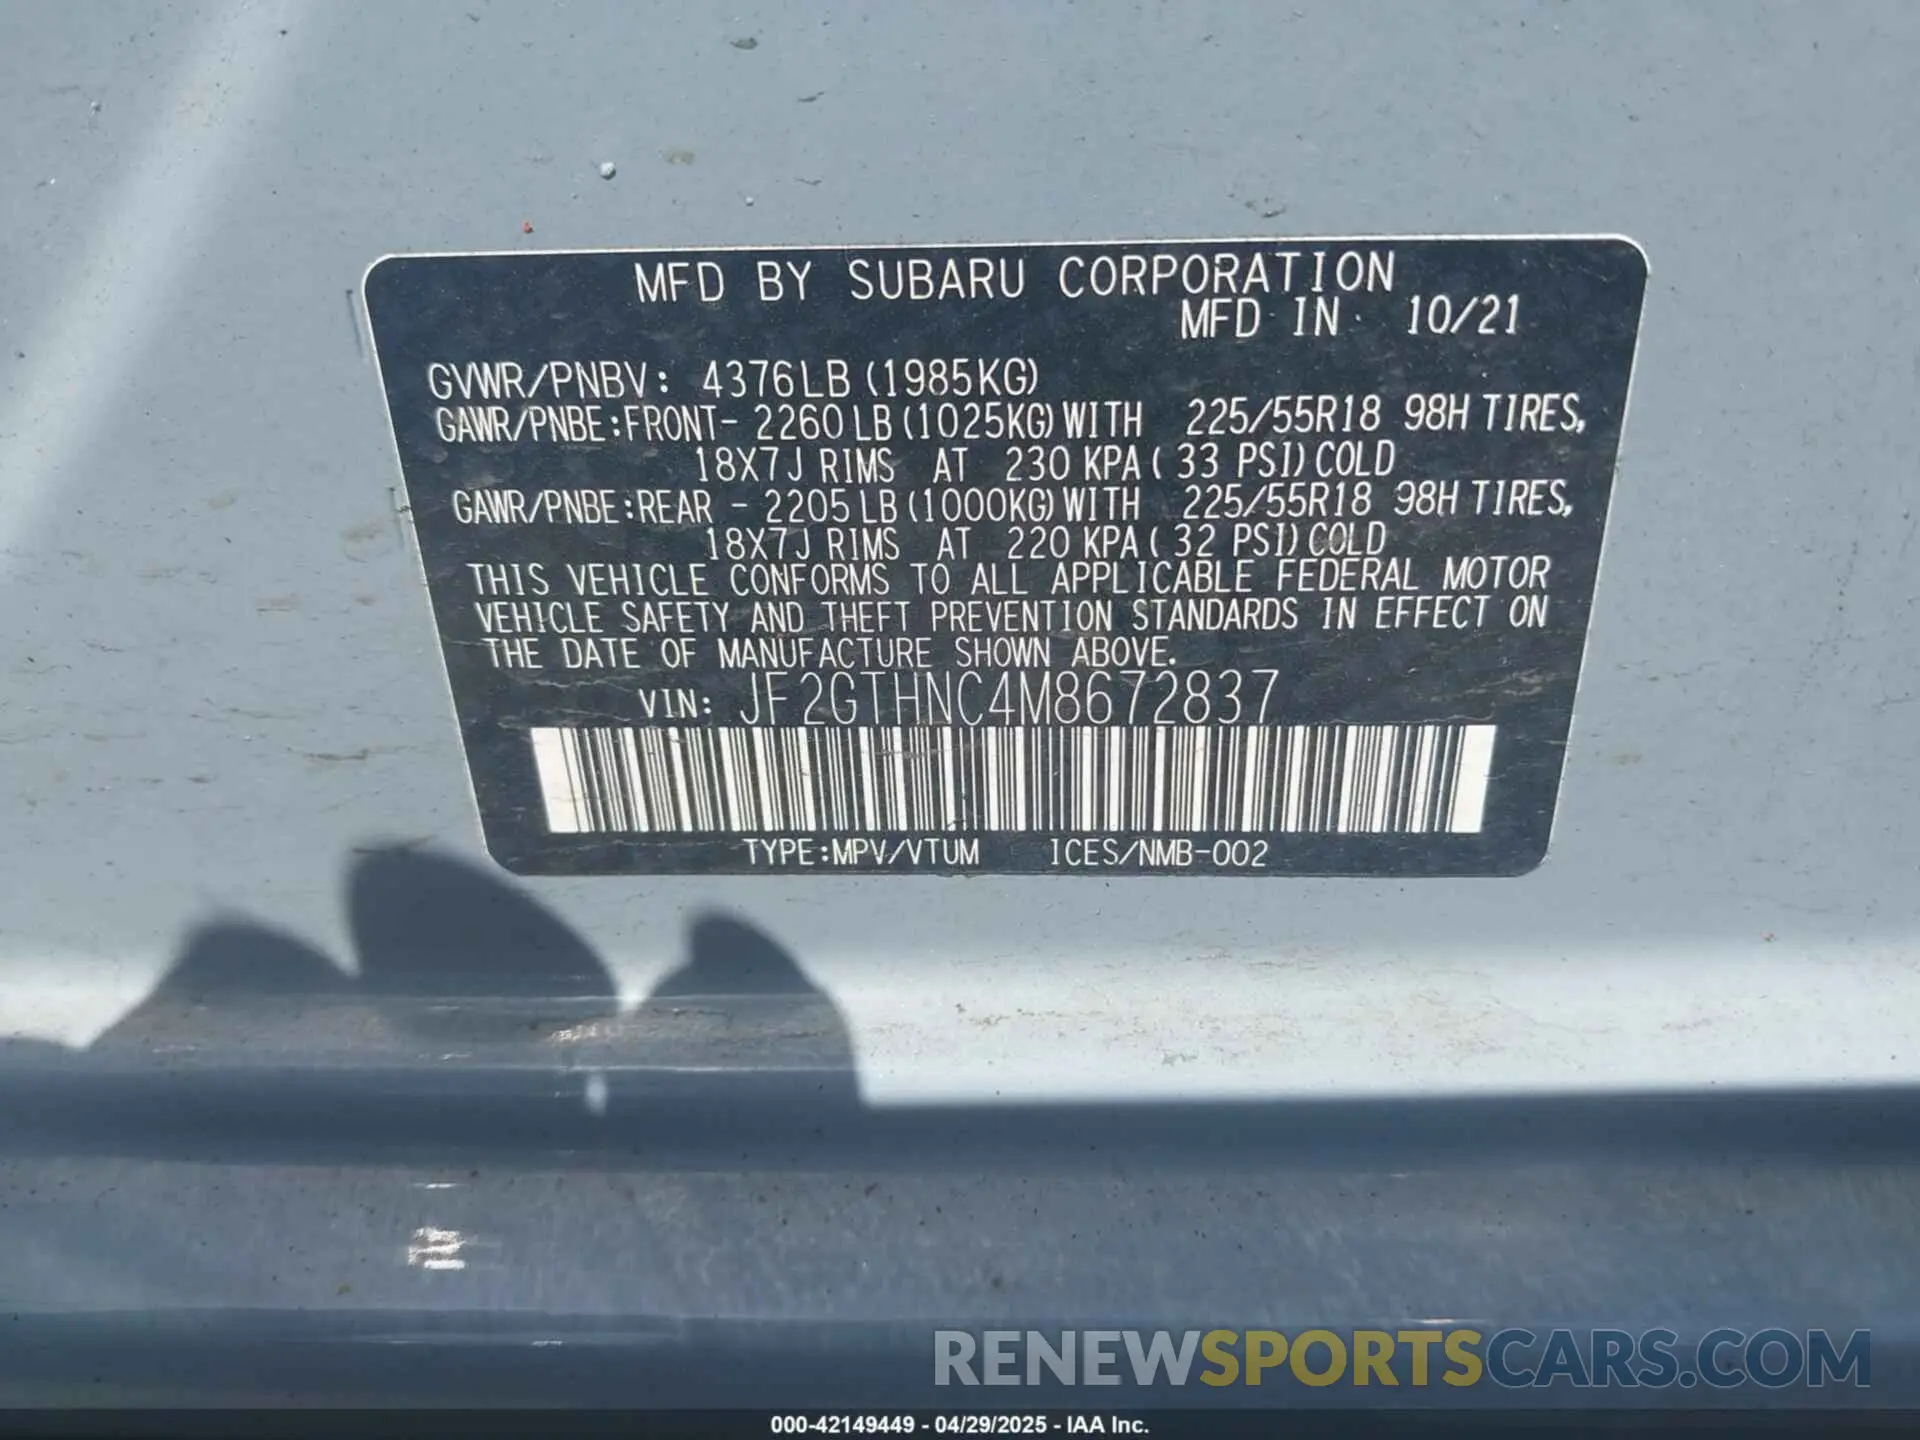 MFD BY SUBARU CORPORATION
MFD IN 10/21
GVWR/PNBV: 4376LB (1985KG)
GAWR/PNBE:FRONT- 2260 LB (1025KG) WITH 225/55R18 98H TIRES,
18X7J RIMS AT 230 KPA ( 33 PSI) COLD
GAWR/PNBE:REAR - 2205 LB (1000KG) WITH 225/55R18 98H TIRES,
18X7J RIMS AT 220 KPA ( 32 PSI) COLD
THIS VEHICLE CONFORMS TO ALL APPLICABLE FEDERAL MOTOR
VEHICLE SAFETY AND THEFT PREVENTION STANDARDS IN EFFECT ON
THE DATE OF MANUFACTURE SHOWN ABOVE.
VIN: JF2GTHNC4M8672837
TYPE:MPV/VTUM ICES/NMB-002
RENEWSPORTSCARS.COM
000-42149449 - 04/29/2025 - IAA Inc.